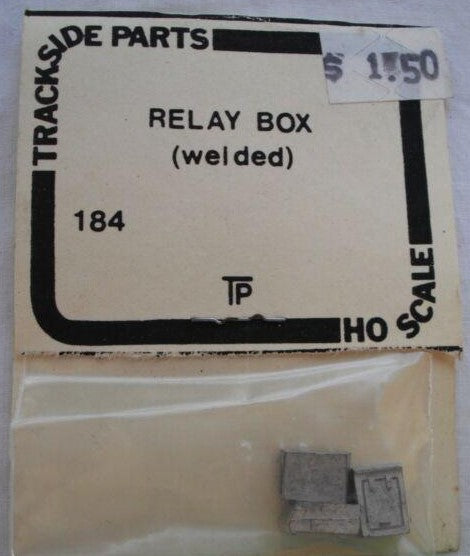 TRACKSIDE PARTS
$ 1.50
RELAY BOX
(welded)
184
TP
HO SCALE